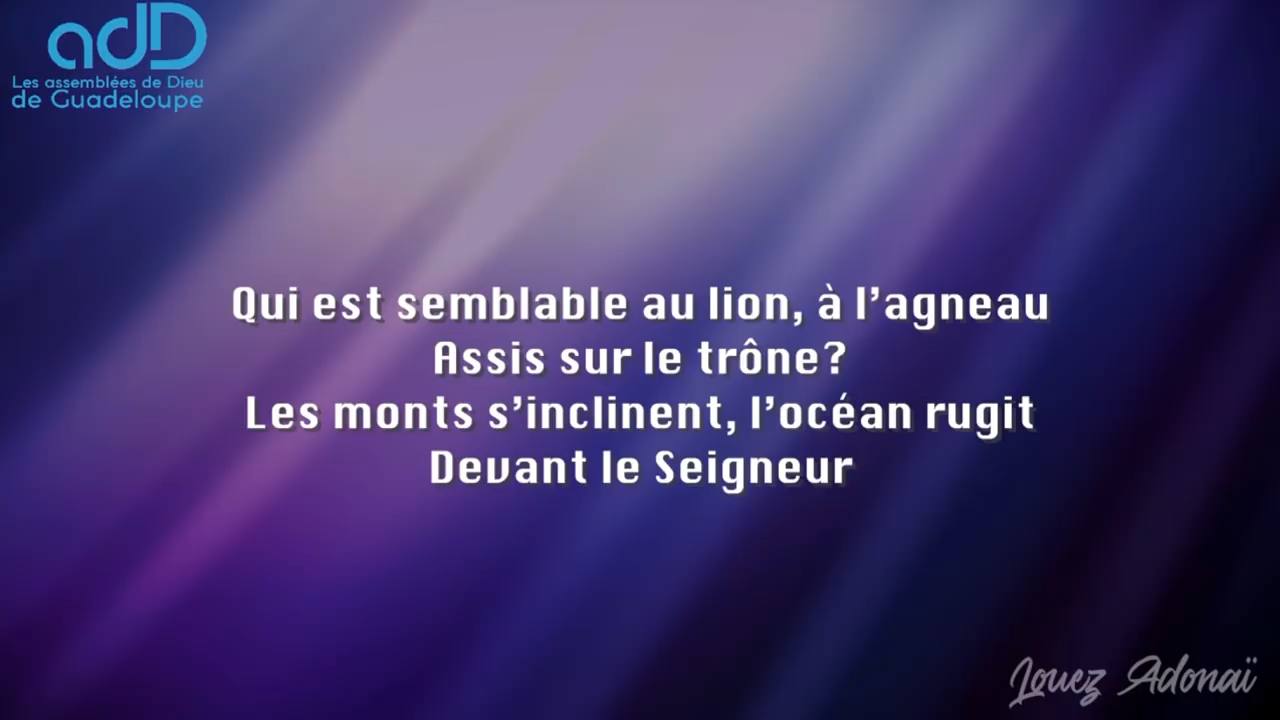 adD
Les assemblées de Dieu
de Guadeloupe
Qui est semblable au lion, à l’agneau
Assis sur le trône?
Les monts s’inclinent, l’océan rugit
Devant le Seigneur
Louez Adonaï